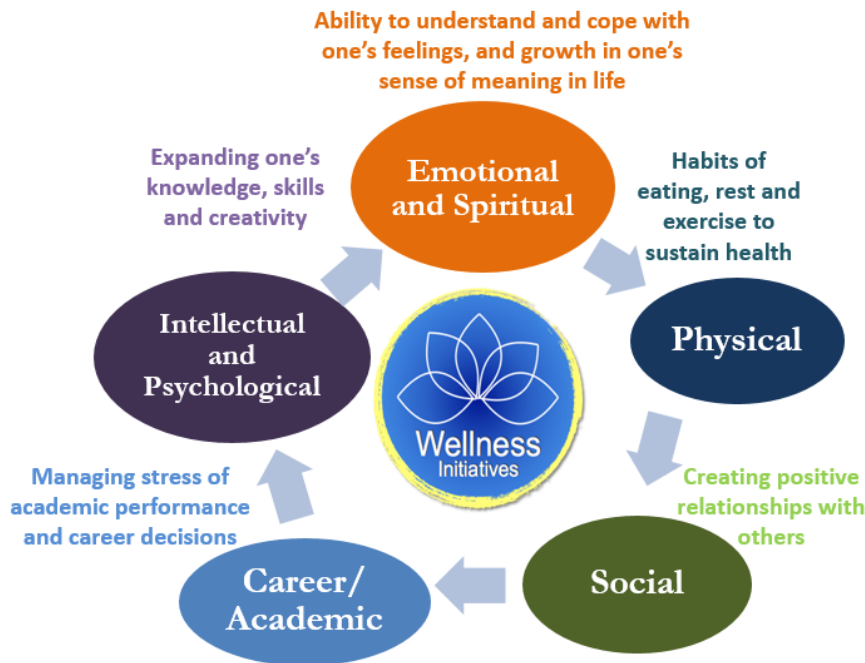 Ability to understand and cope with
one’s feelings, and growth in one’s
sense of meaning in life
Emotional
and Spiritual
Habits of
eating, rest and
exercise to
sustain health
Physical
Creating positive
relationships with
others
Social
Career/
Academic
Managing stress of
academic performance
and career decisions
Intellectual
and
Psychological
Expanding one’s
knowledge, skills
and creativity
Wellness
Initiatives